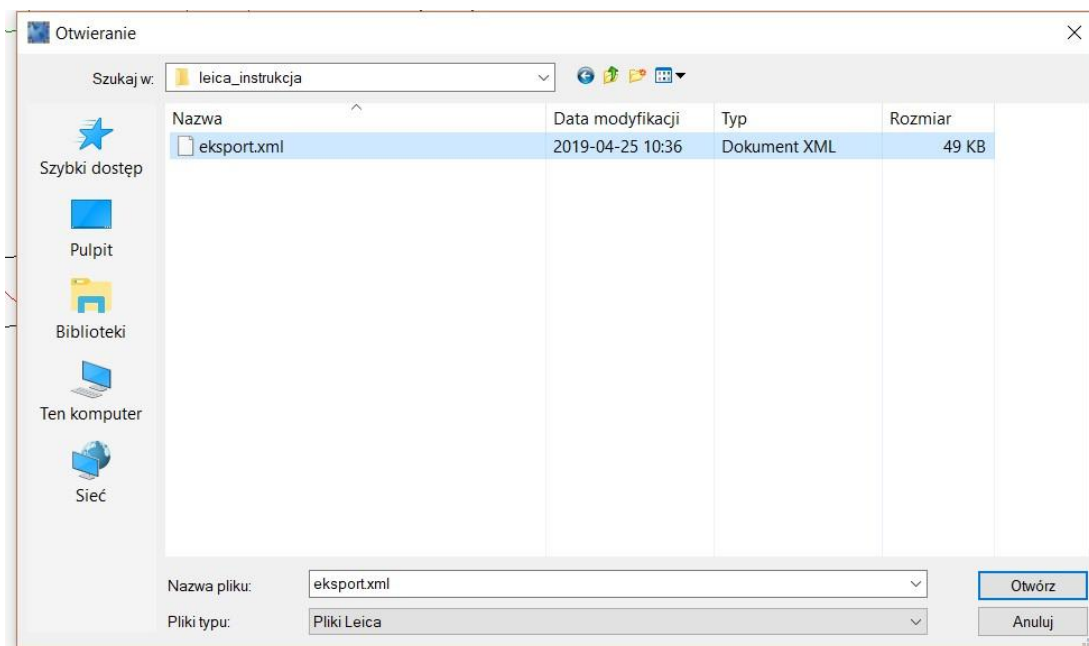 Otwieranie
Szukaj w: leica_instrukcja
Nazwa Data modyfikacji Typ Rozmiar
eksport.xml 2019-04-25 10:36 Dokument XML 49 KB
Szybki dostęp
Pulpit
Biblioteki
Ten komputer
Sieć
Nazwa pliku: eksport.xml Otwórz
Pliki typu: Pliki Leica Anuluj